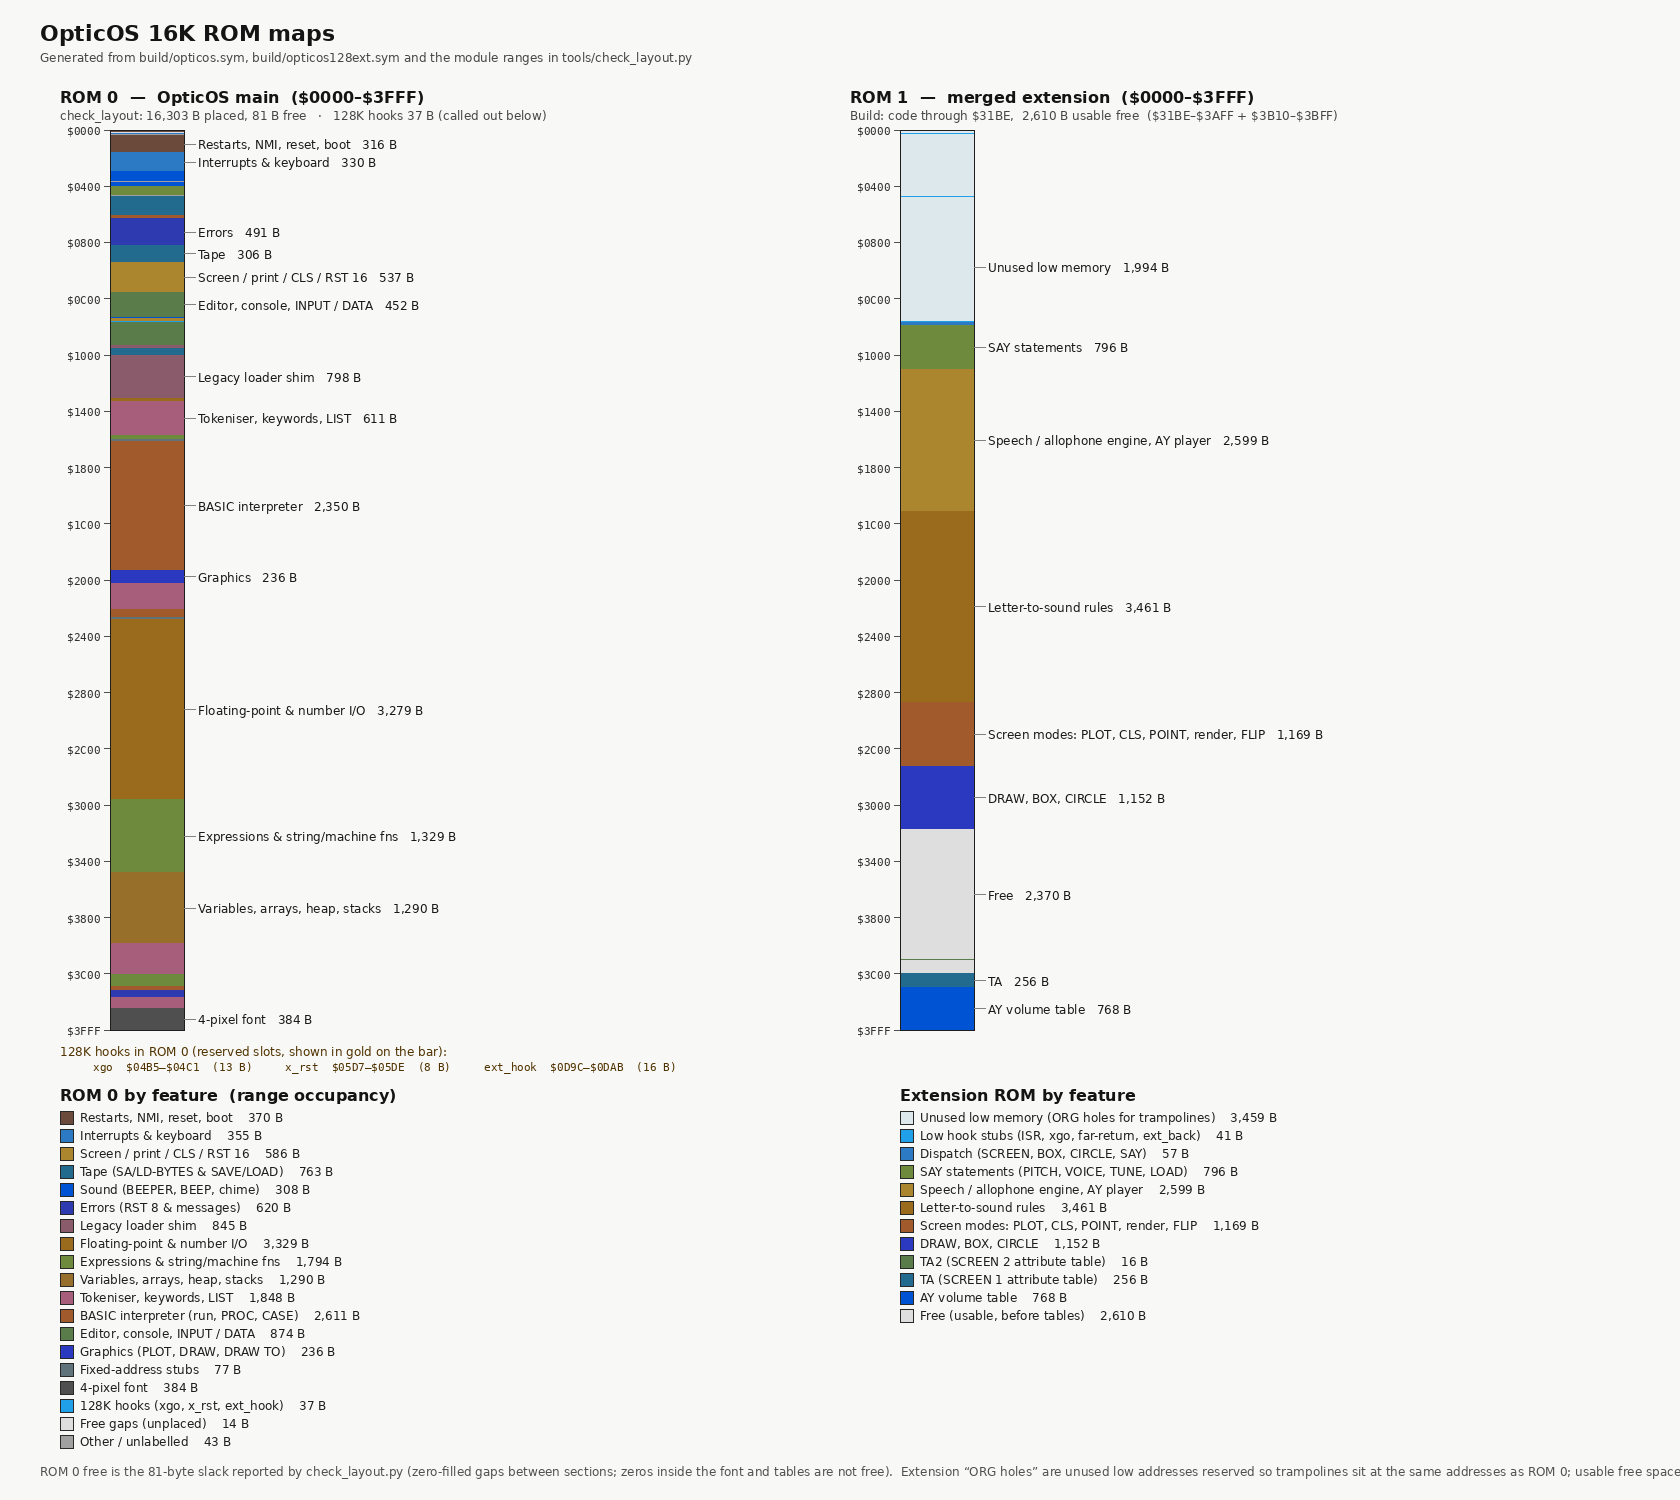 OpticOS 16K ROM maps
Generated from build/opticos.sym, build/opticos128ext.sym and the module ranges in tools/check_layout.py
ROM 0 — OpticOS main ($0000–$3FFF)
check_layout: 16,303 B placed, 81 B free · 128K hooks 37 B (called out below)
$0000
Restarts, NMI, reset, boot 316 B
Interrupts & keyboard 330 B
$0400
Errors 491 B
$0800
Tape 306 B
Screen / print / CLS / RST 16 537 B
$0C00
Editor, console, INPUT / DATA 452 B
$1000
Legacy loader shim 798 B
$1400
Tokeniser, keywords, LIST 611 B
$1800
BASIC interpreter 2,350 B
$1C00
Graphics 236 B
$2000
$2400
Floating-point & number I/O 3,279 B
$2800
$2C00
$3000
Expressions & string/machine fns 1,329 B
$3400
Variables, arrays, heap, stacks 1,290 B
$3800
$3C00
4-pixel font 384 B
$3FFF
128K hooks in ROM 0 (reserved slots, shown in gold on the bar):
xgo $04B5–$04C1 (13 B) x_rst $05D7–$05DE (8 B) ext_hook $0D9C–$0DAB (16 B)
ROM 1 — merged extension ($0000–$3FFF)
Build: code through $31BE, 2,610 B usable free ($31BE–$3AFF + $3B10–$3BFF)
$0000
$0400
$0800
Unused low memory 1,994 B
$0C00
SAY statements 796 B
$1000
$1400
Speech / allophone engine, AY player 2,599 B
$1800
$1C00
$2000
Letter-to-sound rules 3,461 B
$2400
$2800
Screen modes: PLOT, CLS, POINT, render, FLIP 1,169 B
$2C00
DRAW, BOX, CIRCLE 1,152 B
$3000
$3400
Free 2,370 B
$3800
$3C00
TA 256 B
AY volume table 768 B
$3FFF
ROM 0 by feature (range occupancy)
Restarts, NMI, reset, boot 370 B
Interrupts & keyboard 355 B
Screen / print / CLS / RST 16 586 B
Tape (SA/LD-BYTES & SAVE/LOAD) 763 B
Sound (BEEPER, BEEP, chime) 308 B
Errors (RST 8 & messages) 620 B
Legacy loader shim 845 B
Floating-point & number I/O 3,329 B
Expressions & string/machine fns 1,794 B
Variables, arrays, heap, stacks 1,290 B
Tokeniser, keywords, LIST 1,848 B
BASIC interpreter (run, PROC, CASE) 2,611 B
Editor, console, INPUT / DATA 874 B
Graphics (PLOT, DRAW, DRAW TO) 236 B
Fixed-address stubs 77 B
4-pixel font 384 B
128K hooks (xgo, x_rst, ext_hook) 37 B
Free gaps (unplaced) 14 B
Other / unlabelled 43 B
Extension ROM by feature
Unused low memory (ORG holes for trampolines) 3,459 B
Low hook stubs (ISR, xgo, far-return, ext_back) 41 B
Dispatch (SCREEN, BOX, CIRCLE, SAY) 57 B
SAY statements (PITCH, VOICE, TUNE, LOAD) 796 B
Speech / allophone engine, AY player 2,599 B
Letter-to-sound rules 3,461 B
Screen modes: PLOT, CLS, POINT, render, FLIP 1,169 B
DRAW, BOX, CIRCLE 1,152 B
TA2 (SCREEN 2 attribute table) 16 B
TA (SCREEN 1 attribute table) 256 B
AY volume table 768 B
Free (usable, before tables) 2,610 B
ROM 0 free is the 81-byte slack reported by check_layout.py (zero-filled gaps between sections; zeros inside the font and tables are not free). Extension “ORG holes” are unused low addresses reserved so trampolines sit at the same addresses as ROM 0; usable free space